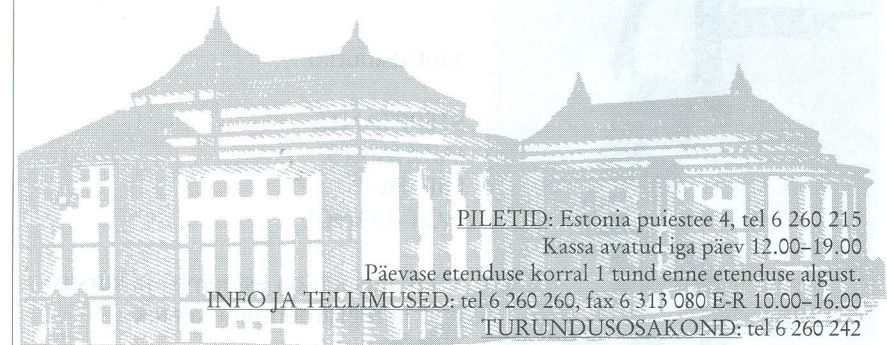 PILETID: Estonia puiestee 4, tel 6 260 215
Kassa avatud iga päev 12.00–19.00
Päevase etenduse korral 1 tund enne etenduse algust.
INFO JA TELLIMUSED: tel 6 260 260, fax 6 313 080 E-R 10.00–16.00
TURUNDUSOSAKOND: tel 6 260 242